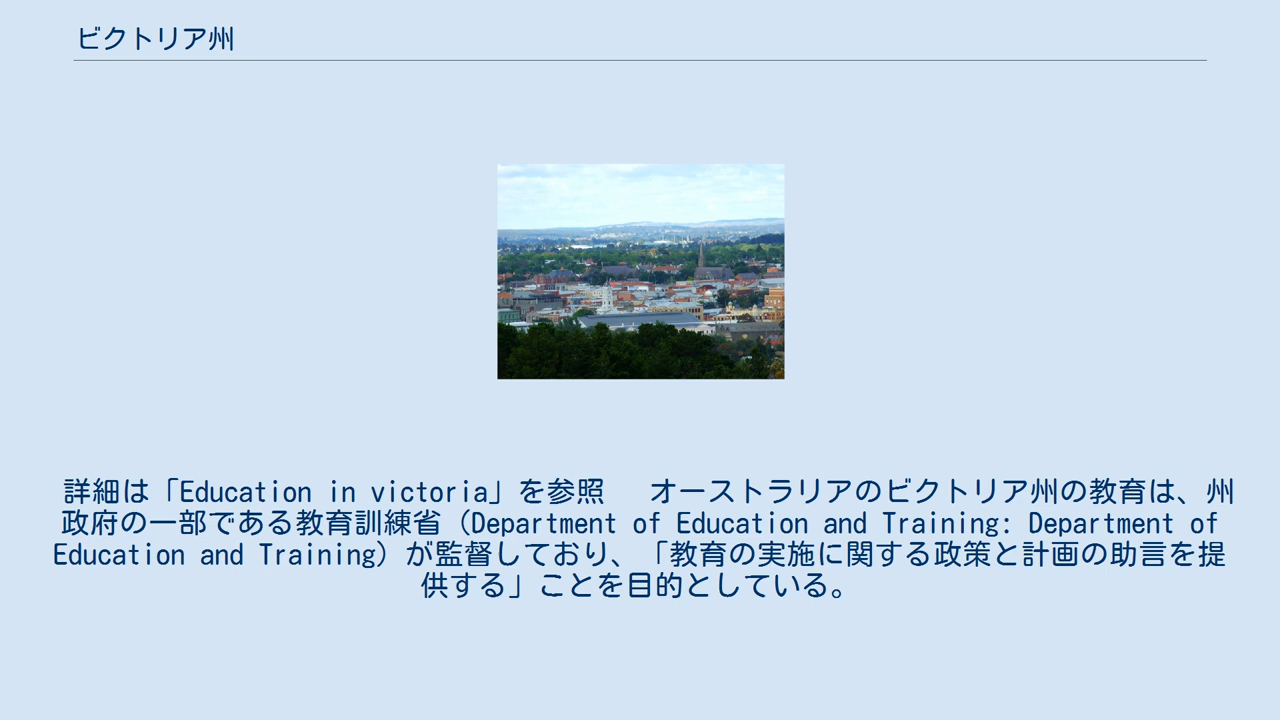 ビクトリア州
詳細は「Education in victoria」を参照　 オーストラリアのビクトリア州の教育は、州
政府の一部である教育訓練省（Department of Education and Training: Department of
Education and Training）が監督しており、「教育の実施に関する政策と計画の助言を提
供する」ことを目的としている。